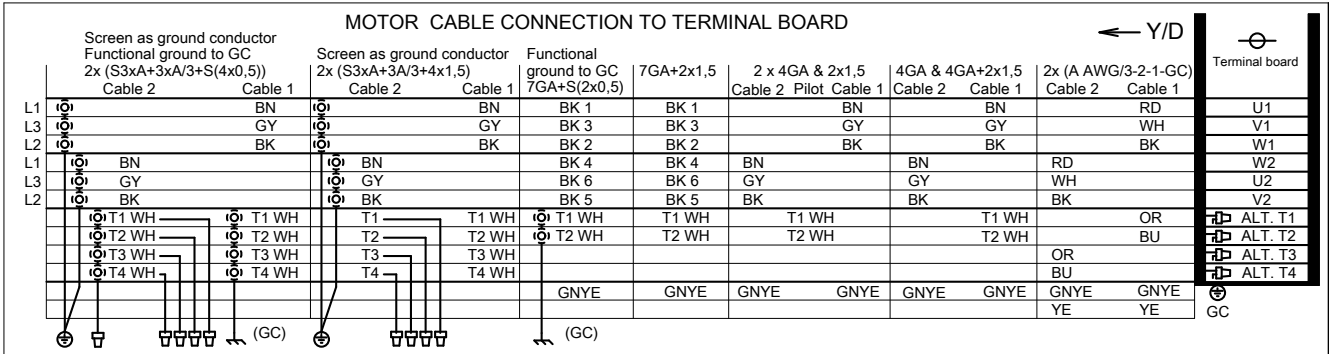 MOTOR CABLE CONNECTION TO TERMINAL BOARD
Y/D
Screen as ground conductor
Functional ground to GC
2x (S3xA+3xA/3+S(4x0,5))
Cable 2 Cable 1
Screen as ground conductor
2x (S3xA+3A/3+4x1,5)
Cable 2 Cable 1
Functional
ground to GC
7GA+S(2x0,5)
7GA+2x1,5
2 x 4GA & 2x1,5
Cable 2 Pilot Cable 1
4GA & 4GA+2x1,5
Cable 2 Cable 1
2x (A AWG/3-2-1-GC)
Cable 2 Cable 1
Terminal board
L1 BN BN BK 1 BK 1 BN BN RD U1
L3 GY GY BK 3 BK 3 GY GY WH V1
L2 BK BK BK 2 BK 2 BK BK BK W1
L1 BN BN BK 4 BK 4 BN BN RD W2
L3 GY GY BK 6 BK 6 GY GY WH U2
L2 BK BK BK 5 BK 5 BK BK BK V2
T1 WH T1 WH T1 T1 WH T1 WH T1 WH T1 WH T1 WH OR ALT. T1
T2 WH T2 WH T2 T2 WH T2 WH T2 WH T2 WH T2 WH BU ALT. T2
T3 WH T3 WH T3 T3 WH OR ALT. T3
T4 WH T4 WH T4 T4 WH BU ALT. T4
GNYE GNYE GNYE GNYE GNYE GNYE GNYE GNYE
YE YE GC
(GC) (GC)